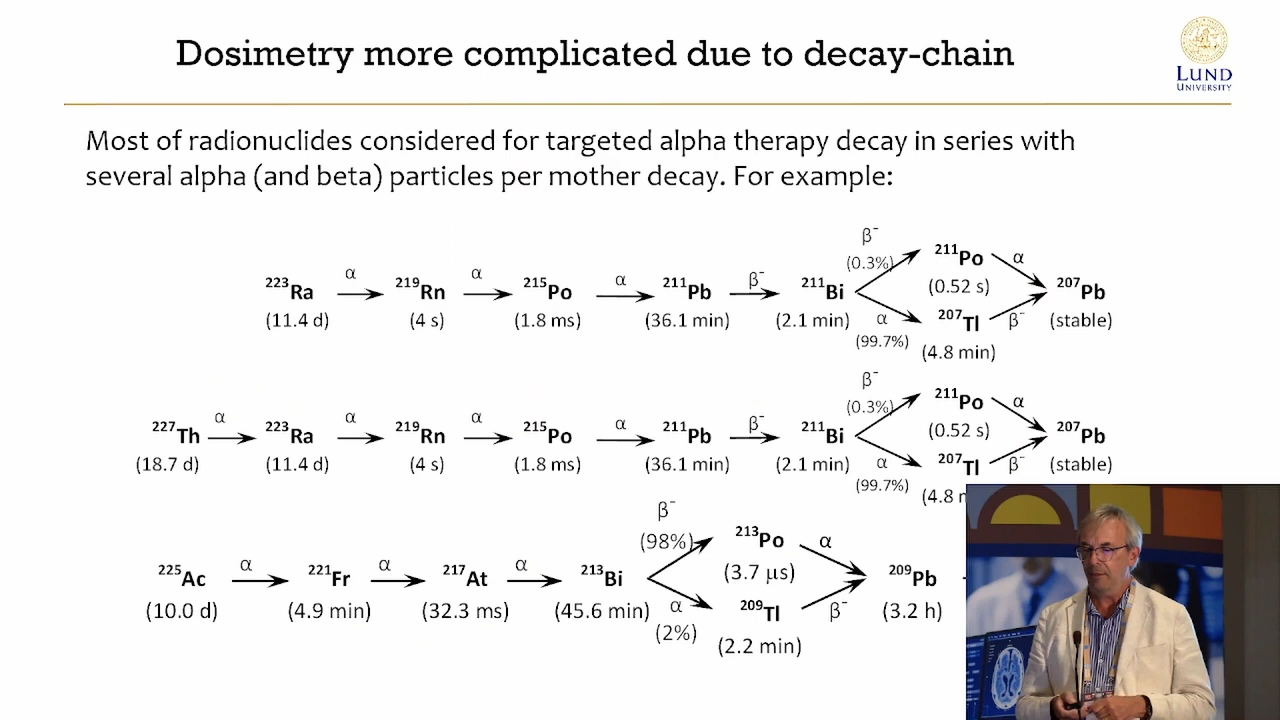 Dosimetry more complicated due to decay-chain
LUND
UNIVERSITY
Most of radionuclides considered for targeted alpha therapy decay in series with
several alpha (and beta) particles per mother decay. For example:
β⁻
(0.3%)
²¹¹Po
α
(0.52 s)
²²³Ra α ²¹⁹Rn α ²¹⁵Po α ²¹¹Pb β⁻ ²¹¹Bi ²⁰⁷Pb
(11.4 d) (4 s) (1.8 ms) (36.1 min) (2.1 min) (stable)
α
(99.7%)
²⁰⁷Tl
β⁻
(4.8 min)
β⁻
(0.3%)
²¹¹Po
α
(0.52 s)
²²⁷Th α ²²³Ra α ²¹⁹Rn α ²¹⁵Po α ²¹¹Pb β⁻ ²¹¹Bi ²⁰⁷Pb
(18.7 d) (11.4 d) (4 s) (1.8 ms) (36.1 min) (2.1 min) (stable)
α
(99.7%)
²⁰⁷Tl
β⁻
(4.8
β⁻
(98%)
²¹³Po
α
(3.7 μs)
²²⁵Ac α ²²¹Fr α ²¹⁷At α ²¹³Bi ²⁰⁹Pb
(10.0 d) (4.9 min) (32.3 ms) (45.6 min) (3.2 h)
α
(2%)
²⁰⁹Tl
β⁻
(2.2 min)